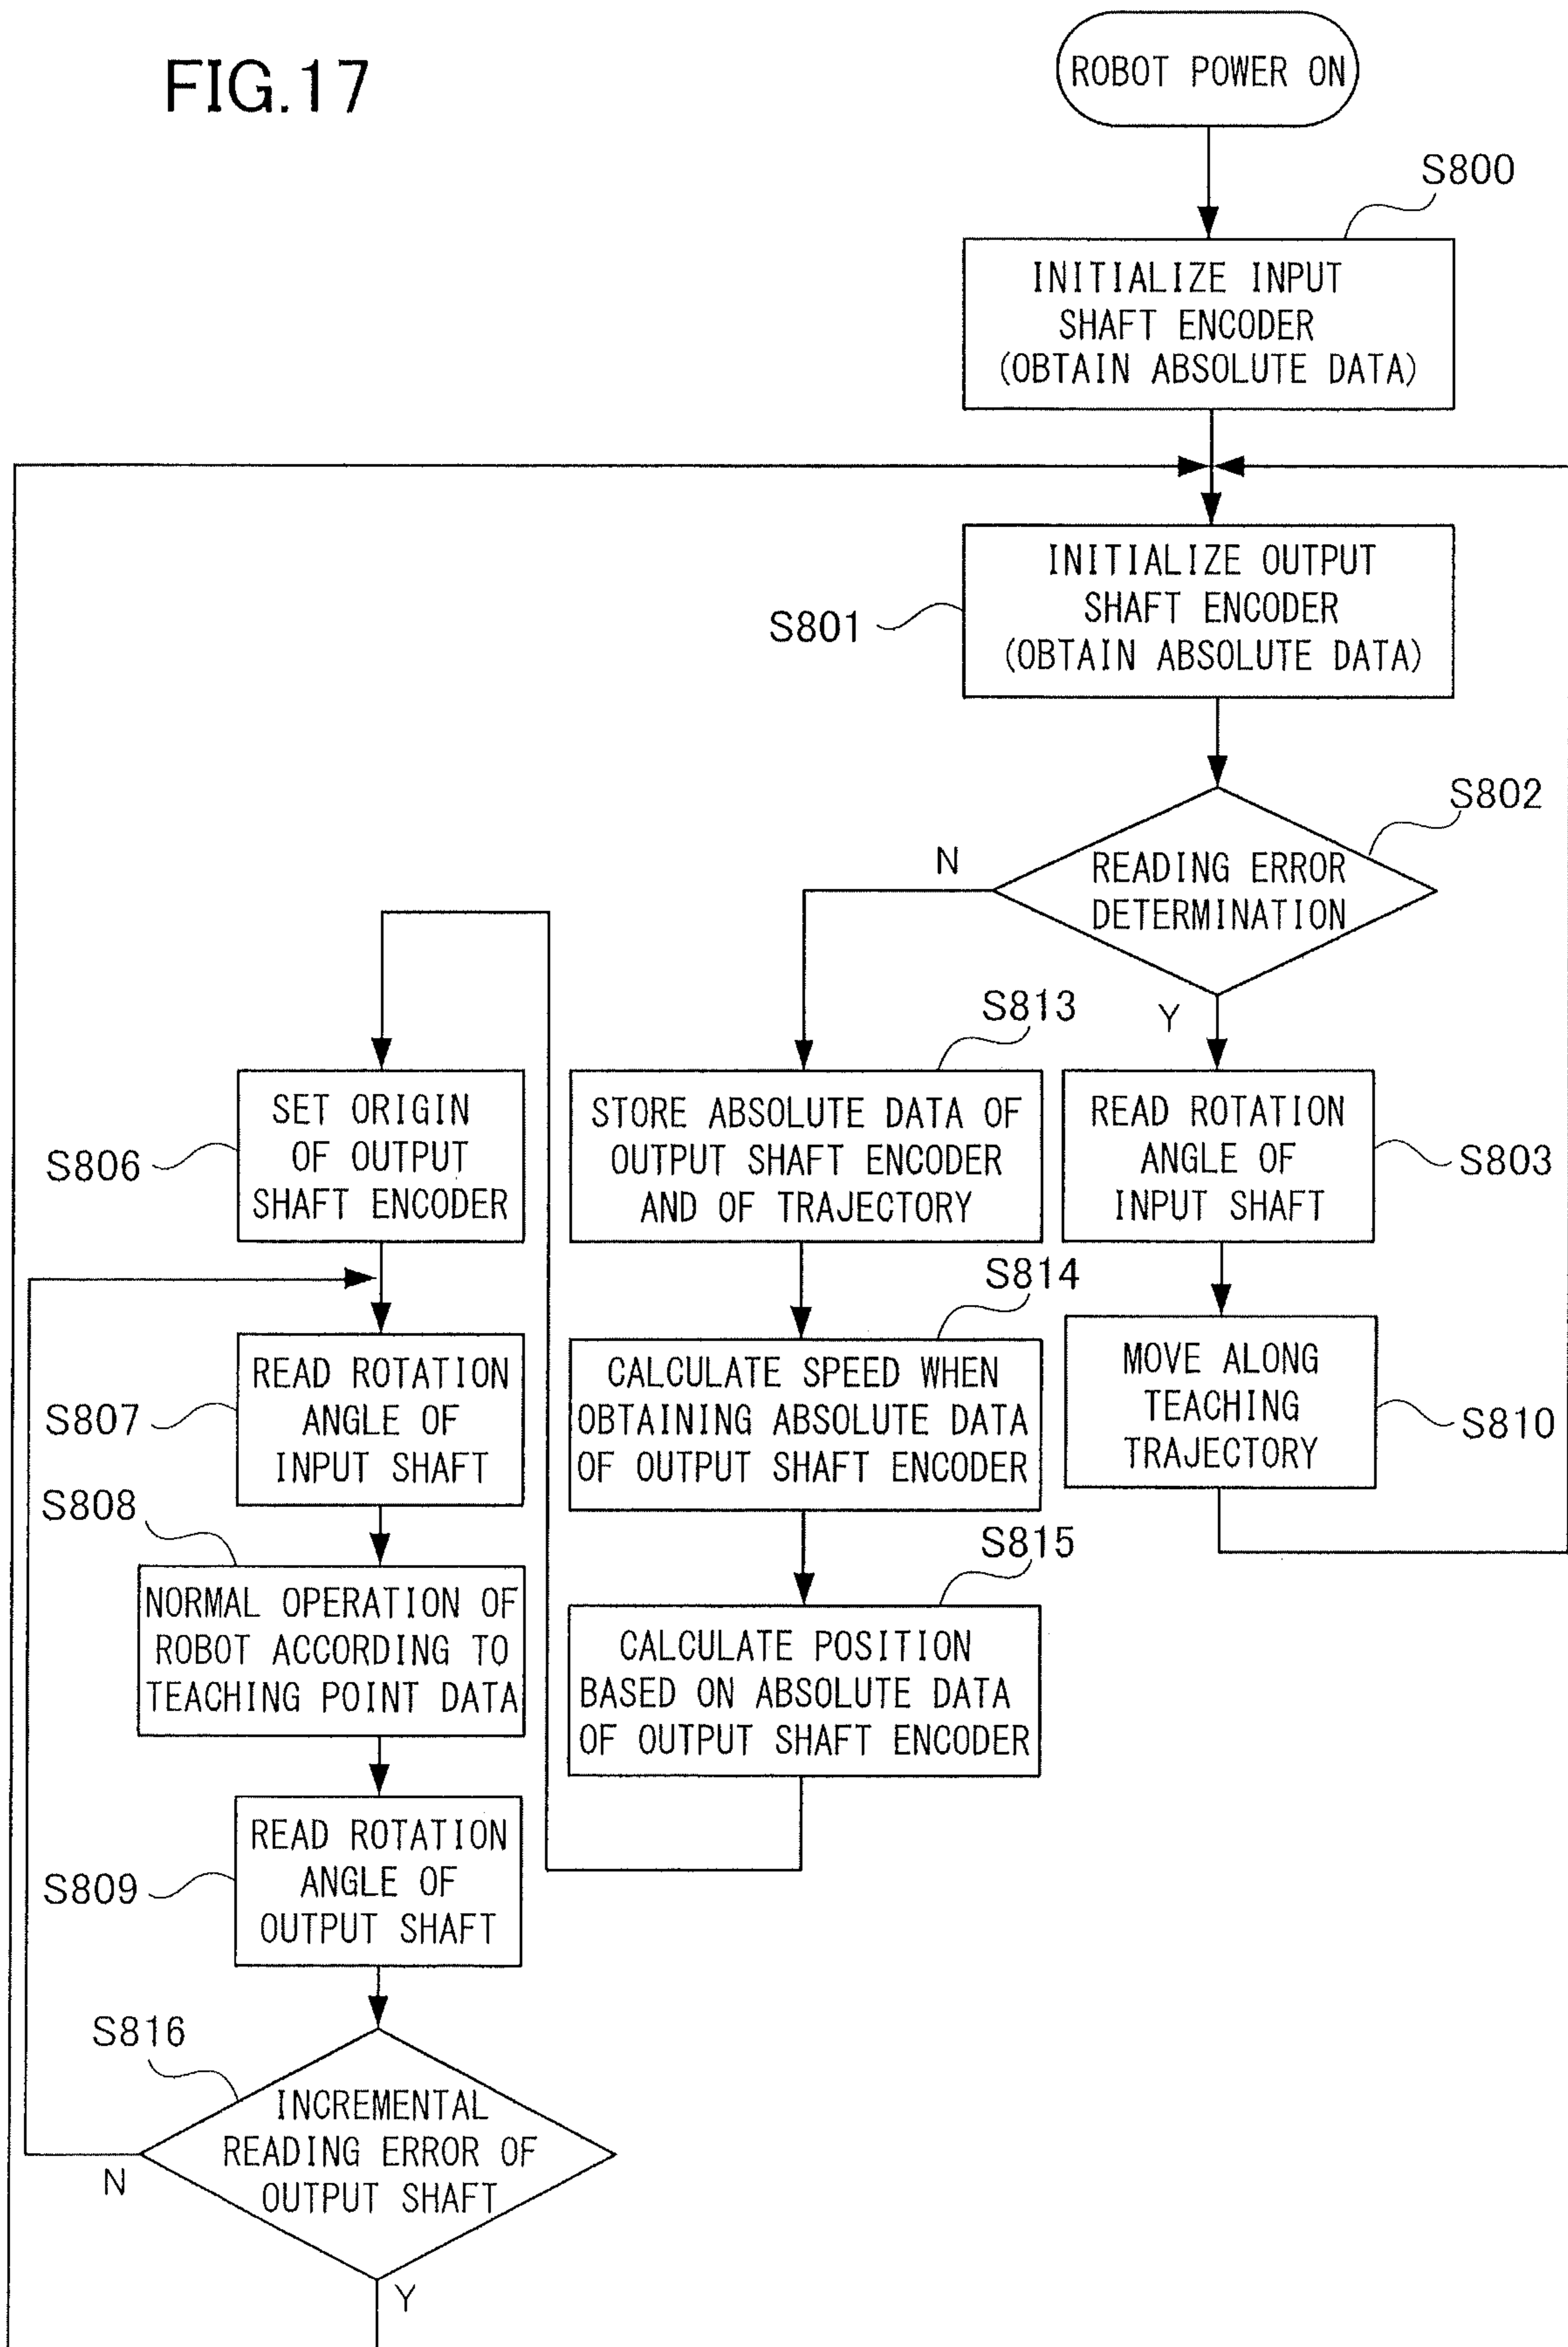 FIG.17
ROBOT POWER ON
S800
INITIALIZE INPUT
SHAFT ENCODER
(OBTAIN ABSOLUTE DATA)
S801
INITIALIZE OUTPUT
SHAFT ENCODER
(OBTAIN ABSOLUTE DATA)
S802
READING ERROR
DETERMINATION
N
Y
S803
READ ROTATION
ANGLE OF
INPUT SHAFT
S810
MOVE ALONG
TEACHING
TRAJECTORY
S813
STORE ABSOLUTE DATA OF
OUTPUT SHAFT ENCODER
AND OF TRAJECTORY
S814
CALCULATE SPEED WHEN
OBTAINING ABSOLUTE DATA
OF OUTPUT SHAFT ENCODER
S815
CALCULATE POSITION
BASED ON ABSOLUTE DATA
OF OUTPUT SHAFT ENCODER
S806
SET ORIGIN
OF OUTPUT
SHAFT ENCODER
S807
READ ROTATION
ANGLE OF
INPUT SHAFT
S808
NORMAL OPERATION OF
ROBOT ACCORDING TO
TEACHING POINT DATA
S809
READ ROTATION
ANGLE OF
OUTPUT SHAFT
S816
INCREMENTAL
READING ERROR OF
OUTPUT SHAFT
N
Y